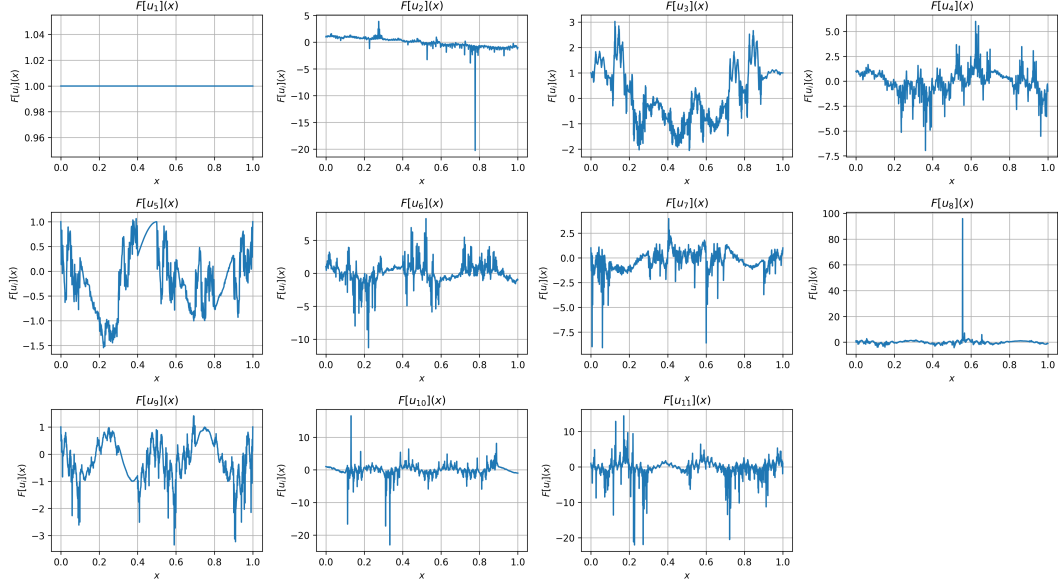 F[u₁](x)
1.04
1.02
1.00
0.98
0.96
F[uᵢ](x)
0.0 0.2 0.4 0.6 0.8 1.0
x
F[u₂](x)
5
0
−5
−10
−15
−20
F[uᵢ](x)
0.0 0.2 0.4 0.6 0.8 1.0
x
F[u₃](x)
3
2
1
0
−1
−2
F[uᵢ](x)
0.0 0.2 0.4 0.6 0.8 1.0
x
F[u₄](x)
5.0
2.5
0.0
−2.5
−5.0
−7.5
F[uᵢ](x)
0.0 0.2 0.4 0.6 0.8 1.0
x
F[u₅](x)
1.0
0.5
0.0
−0.5
−1.0
−1.5
F[uᵢ](x)
0.0 0.2 0.4 0.6 0.8 1.0
x
F[u₆](x)
5
0
−5
−10
F[uᵢ](x)
0.0 0.2 0.4 0.6 0.8 1.0
x
F[u₇](x)
2.5
0.0
−2.5
−5.0
−7.5
F[uᵢ](x)
0.0 0.2 0.4 0.6 0.8 1.0
x
F[u₈](x)
100
80
60
40
20
0
F[uᵢ](x)
0.0 0.2 0.4 0.6 0.8 1.0
x
F[u₉](x)
1
0
−1
−2
−3
F[uᵢ](x)
0.0 0.2 0.4 0.6 0.8 1.0
x
F[u₁₀](x)
10
0
−10
−20
F[uᵢ](x)
0.0 0.2 0.4 0.6 0.8 1.0
x
F[u₁₁](x)
10
0
−10
−20
F[uᵢ](x)
0.0 0.2 0.4 0.6 0.8 1.0
x